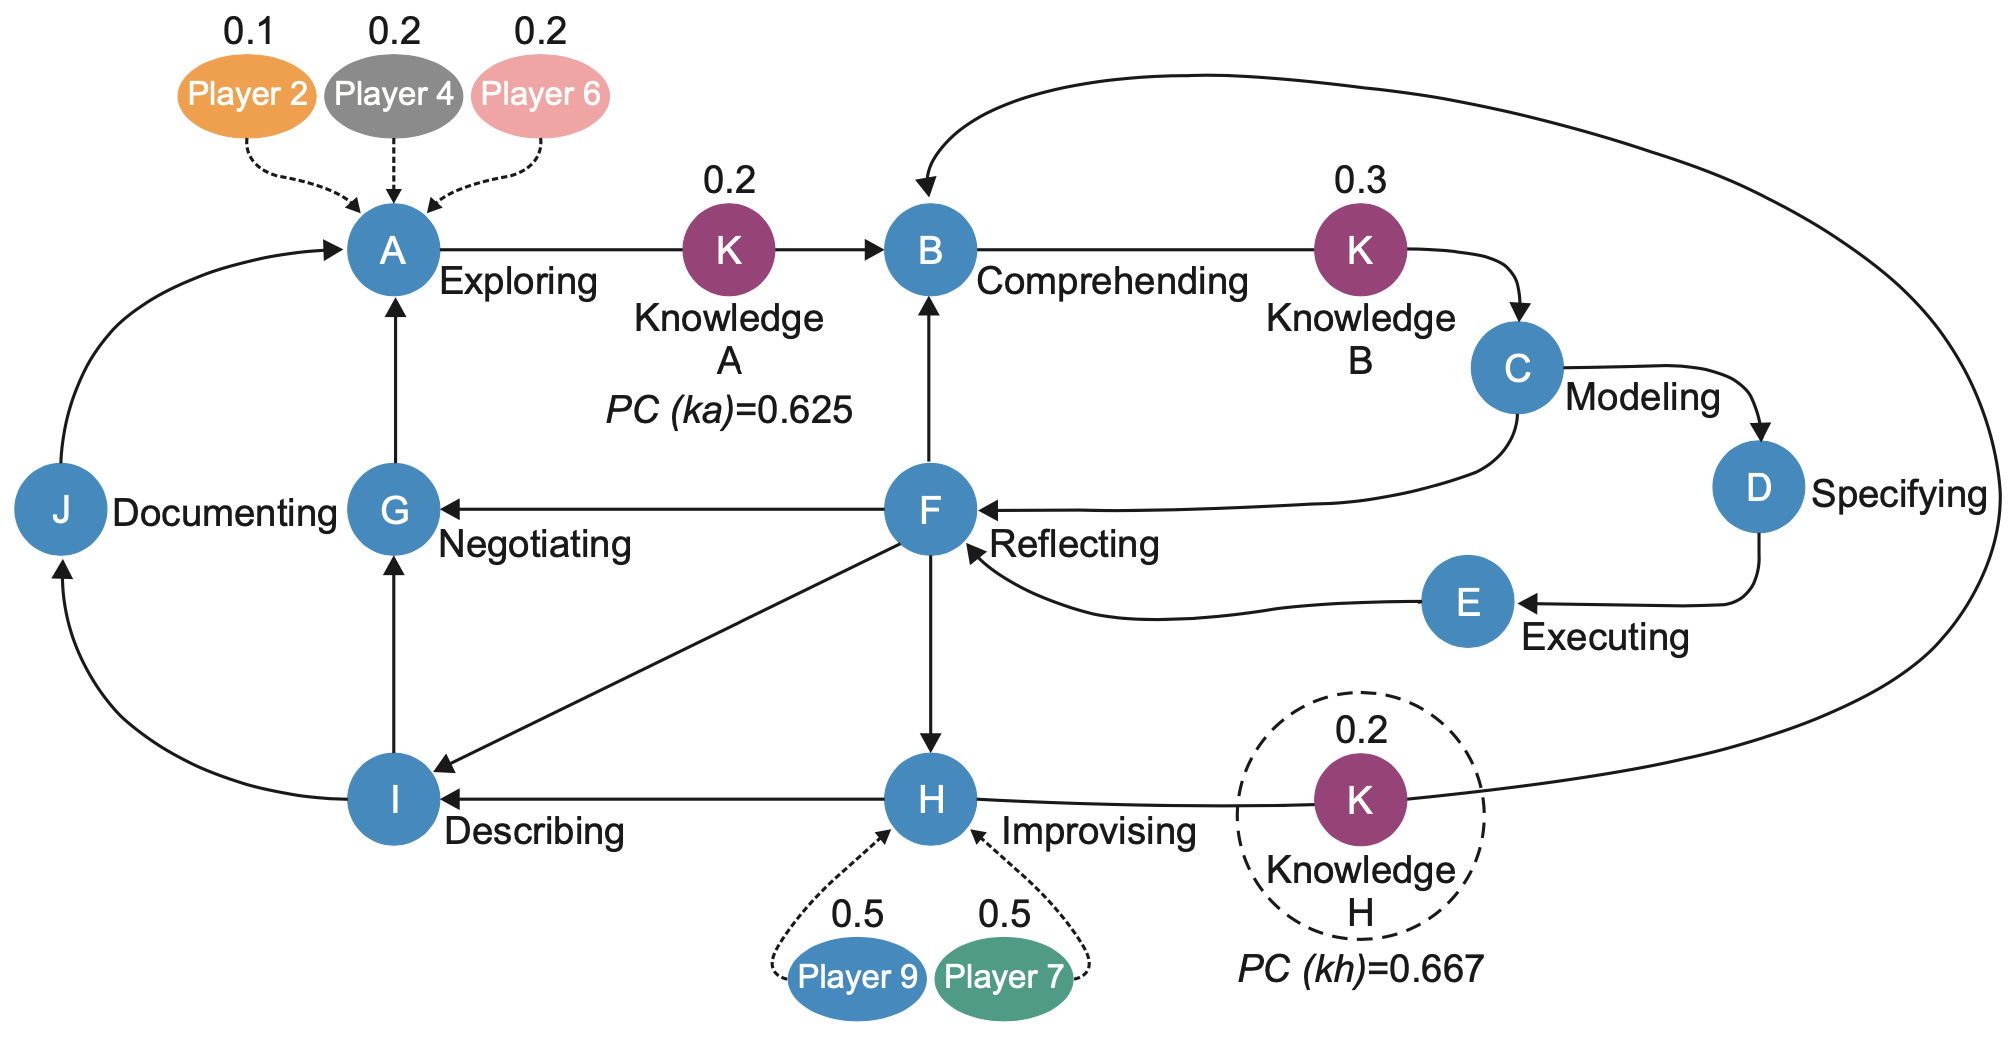 0.1
0.2
0.2
Player 2
Player 4
Player 6
0.2
0.3
A
K
B
K
Exploring
Comprehending
Knowledge
A
PC (ka)=0.625
Knowledge
B
C
Modeling
D
Specifying
J
Documenting
G
Negotiating
F
Reflecting
E
Executing
0.2
I
Describing
H
Improvising
K
Knowledge
H
PC (kh)=0.667
0.5
0.5
Player 9
Player 7